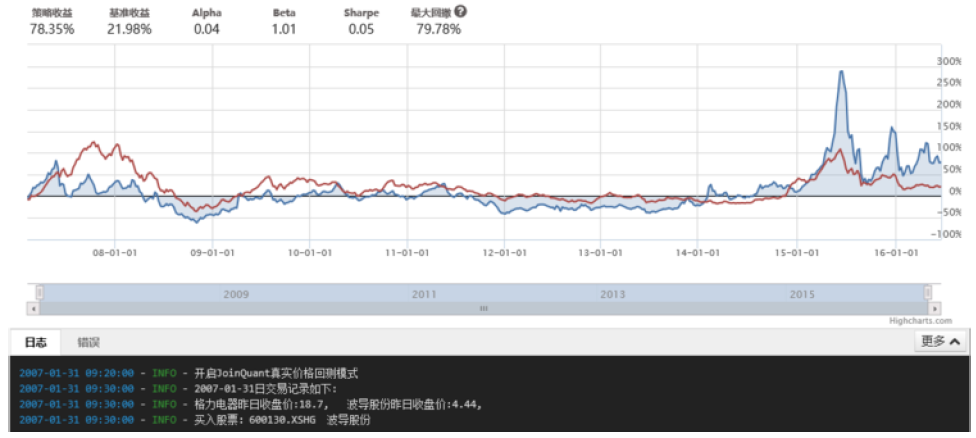 策略收益 基准收益 Alpha Beta Sharpe 最大回撤 ?
78.35% 21.98% 0.04 1.01 0.05 79.78%
300%
250%
200%
150%
100%
50%
0%
-50%
-100%
08-01-01 09-01-01 10-01-01 11-01-01 12-01-01 13-01-01 14-01-01 15-01-01 16-01-01
2009 2011 2013 2015
Highcharts.com
日志 错误 更多
2007-01-31 09:20:00 - INFO - 开启JoinQuant真实价格回测模式
2007-01-31 09:30:00 - INFO - 2007-01-31日交易记录如下:
2007-01-31 09:30:00 - INFO - 格力电器昨日收盘价:18.7, 波导股份昨日收盘价:4.44,
2007-01-31 09:30:00 - INFO - 买入股票: 600130.XSHG 波导股份